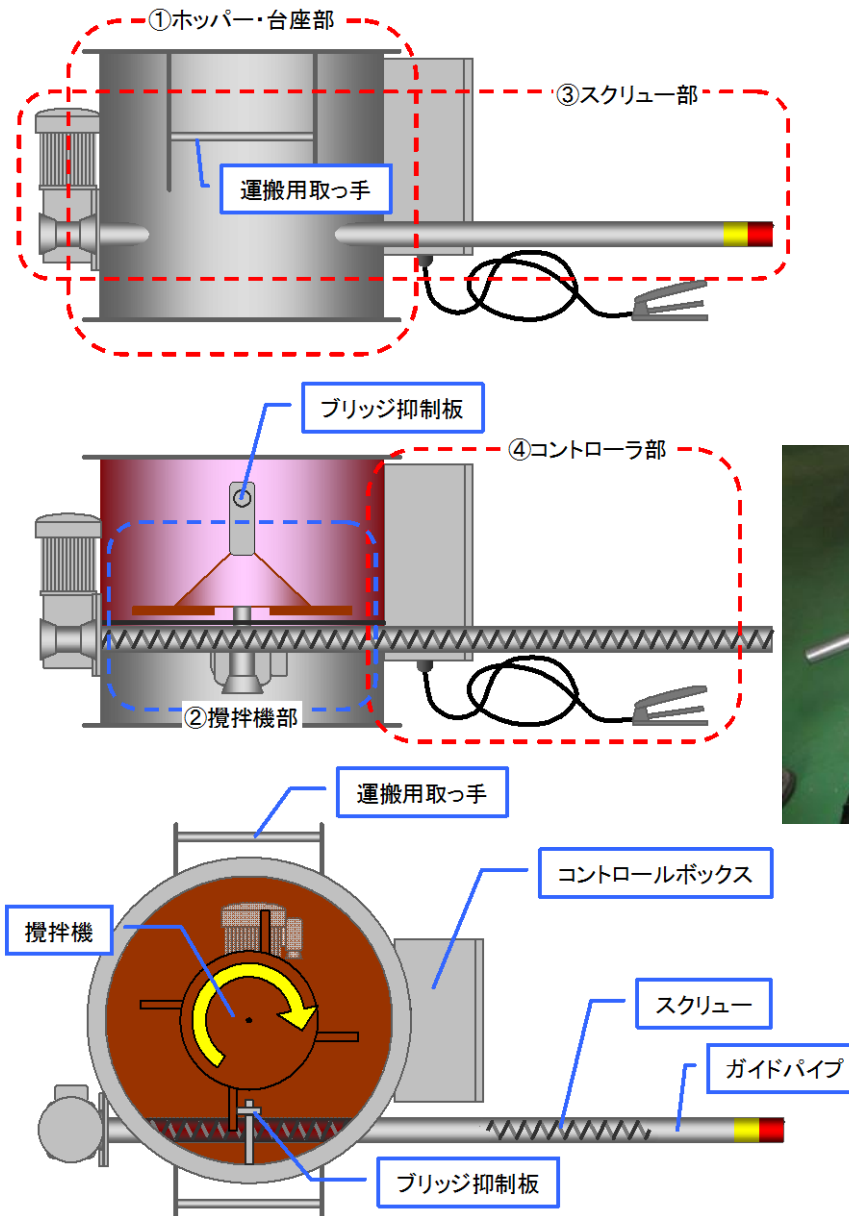 ①ホッパー・台座部
③スクリュー部
運搬用取っ手
ブリッジ抑制板
④コントローラ部
②攪拌機部
運搬用取っ手
コントロールボックス
攪拌機
スクリュー
ガイドパイプ
ブリッジ抑制板